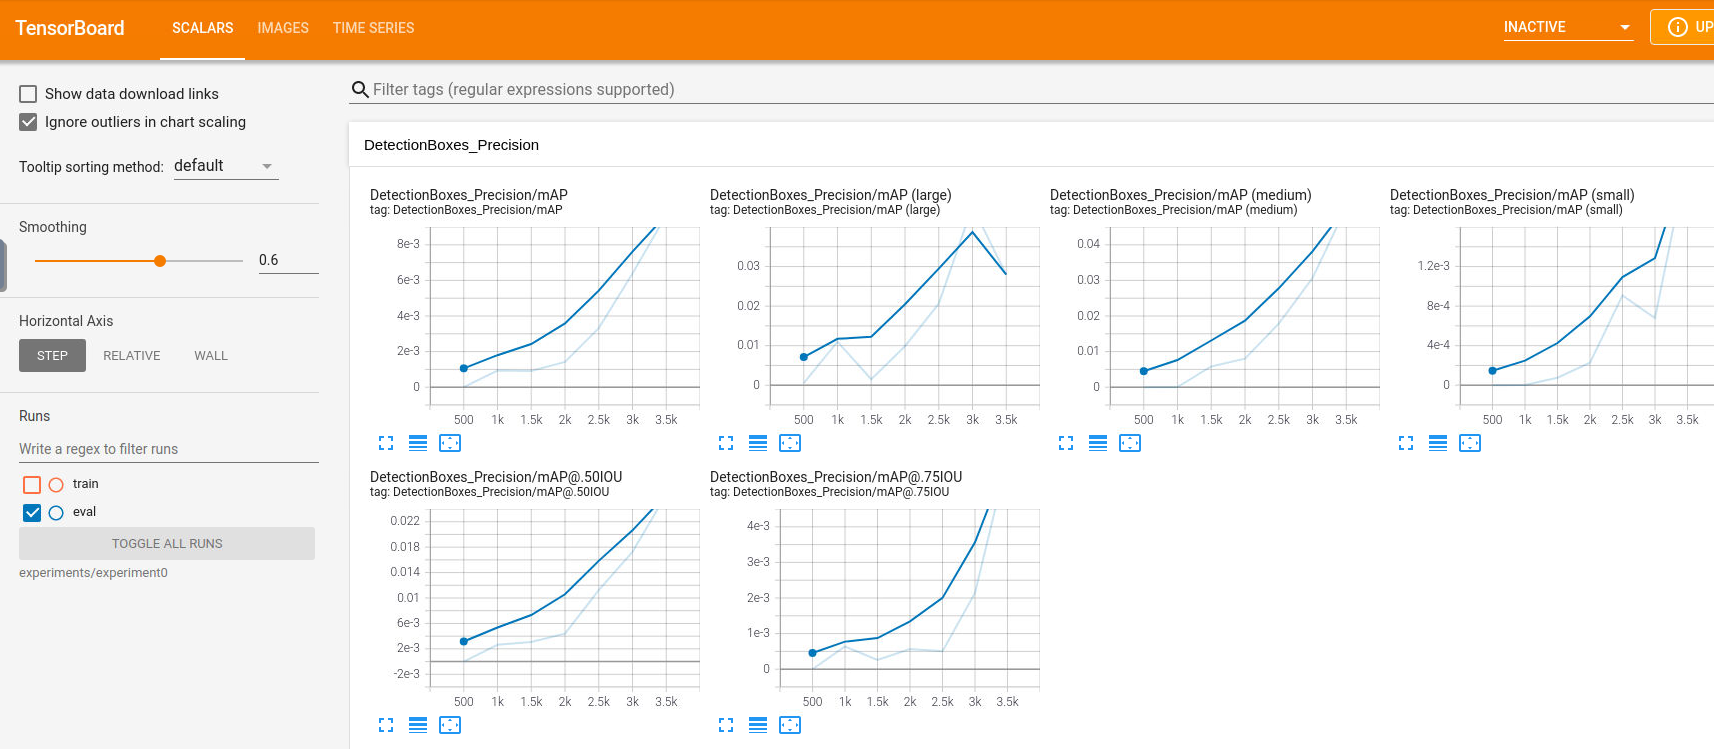 TensorBoard
SCALARS
IMAGES
TIME SERIES
INACTIVE
UP
Show data download links
Ignore outliers in chart scaling
Tooltip sorting method: default
Smoothing
0.6
Horizontal Axis
STEP
RELATIVE
WALL
Runs
Write a regex to filter runs
train
eval
TOGGLE ALL RUNS
experiments/experiment0
Filter tags (regular expressions supported)
DetectionBoxes_Precision
DetectionBoxes_Precision/mAP
tag: DetectionBoxes_Precision/mAP
8e-3
6e-3
4e-3
2e-3
0
500 1k 1.5k 2k 2.5k 3k 3.5k
DetectionBoxes_Precision/mAP (large)
tag: DetectionBoxes_Precision/mAP (large)
0.03
0.02
0.01
0
500 1k 1.5k 2k 2.5k 3k 3.5k
DetectionBoxes_Precision/mAP (medium)
tag: DetectionBoxes_Precision/mAP (medium)
0.04
0.03
0.02
0.01
0
500 1k 1.5k 2k 2.5k 3k 3.5k
DetectionBoxes_Precision/mAP (small)
tag: DetectionBoxes_Precision/mAP (small)
1.2e-3
8e-4
4e-4
0
500 1k 1.5k 2k 2.5k 3k 3.5k
DetectionBoxes_Precision/mAP@.50IOU
tag: DetectionBoxes_Precision/mAP@.50IOU
0.022
0.018
0.014
0.01
6e-3
2e-3
-2e-3
500 1k 1.5k 2k 2.5k 3k 3.5k
DetectionBoxes_Precision/mAP@.75IOU
tag: DetectionBoxes_Precision/mAP@.75IOU
4e-3
3e-3
2e-3
1e-3
0
500 1k 1.5k 2k 2.5k 3k 3.5k